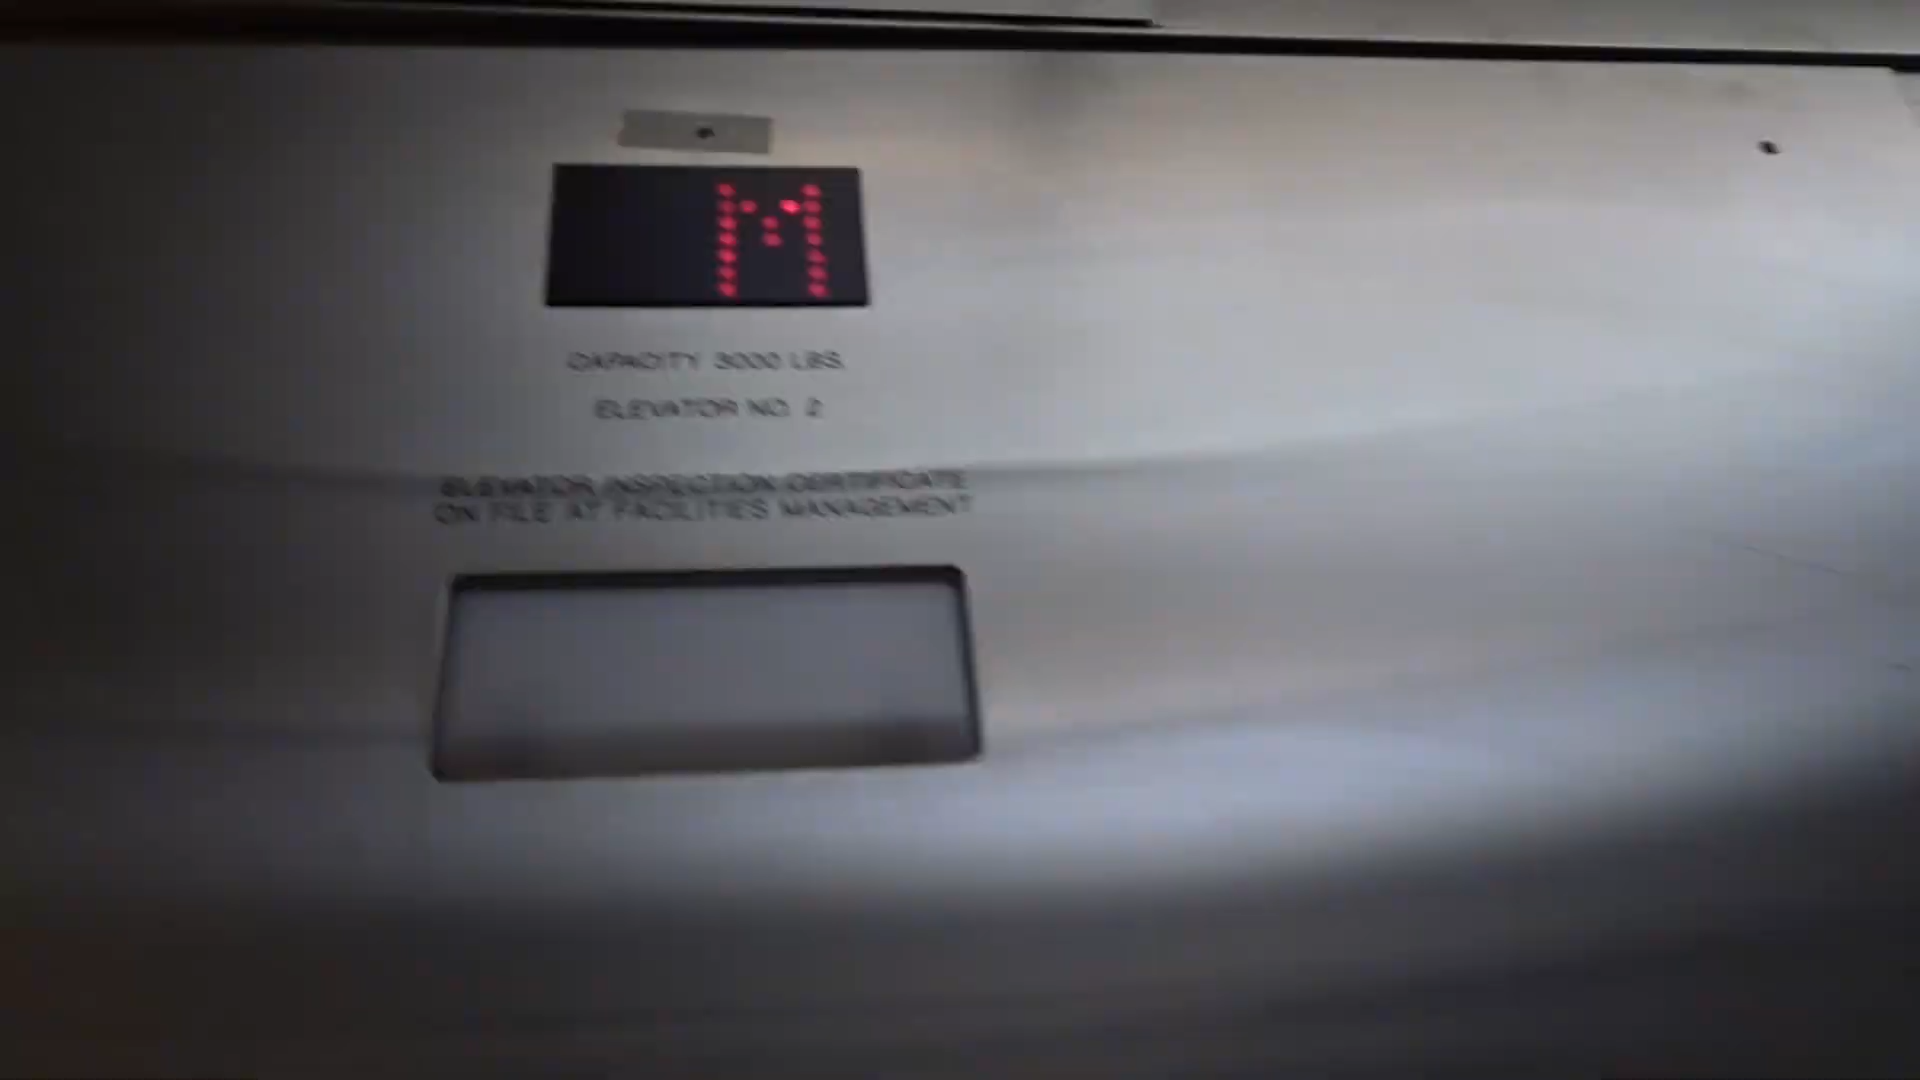 M
CAPACITY 3000 LBS.
ELEVATOR NO. 2
ELEVATOR INSPECTION CERTIFICATE
ON FILE AT FACILITIES MANAGEMENT